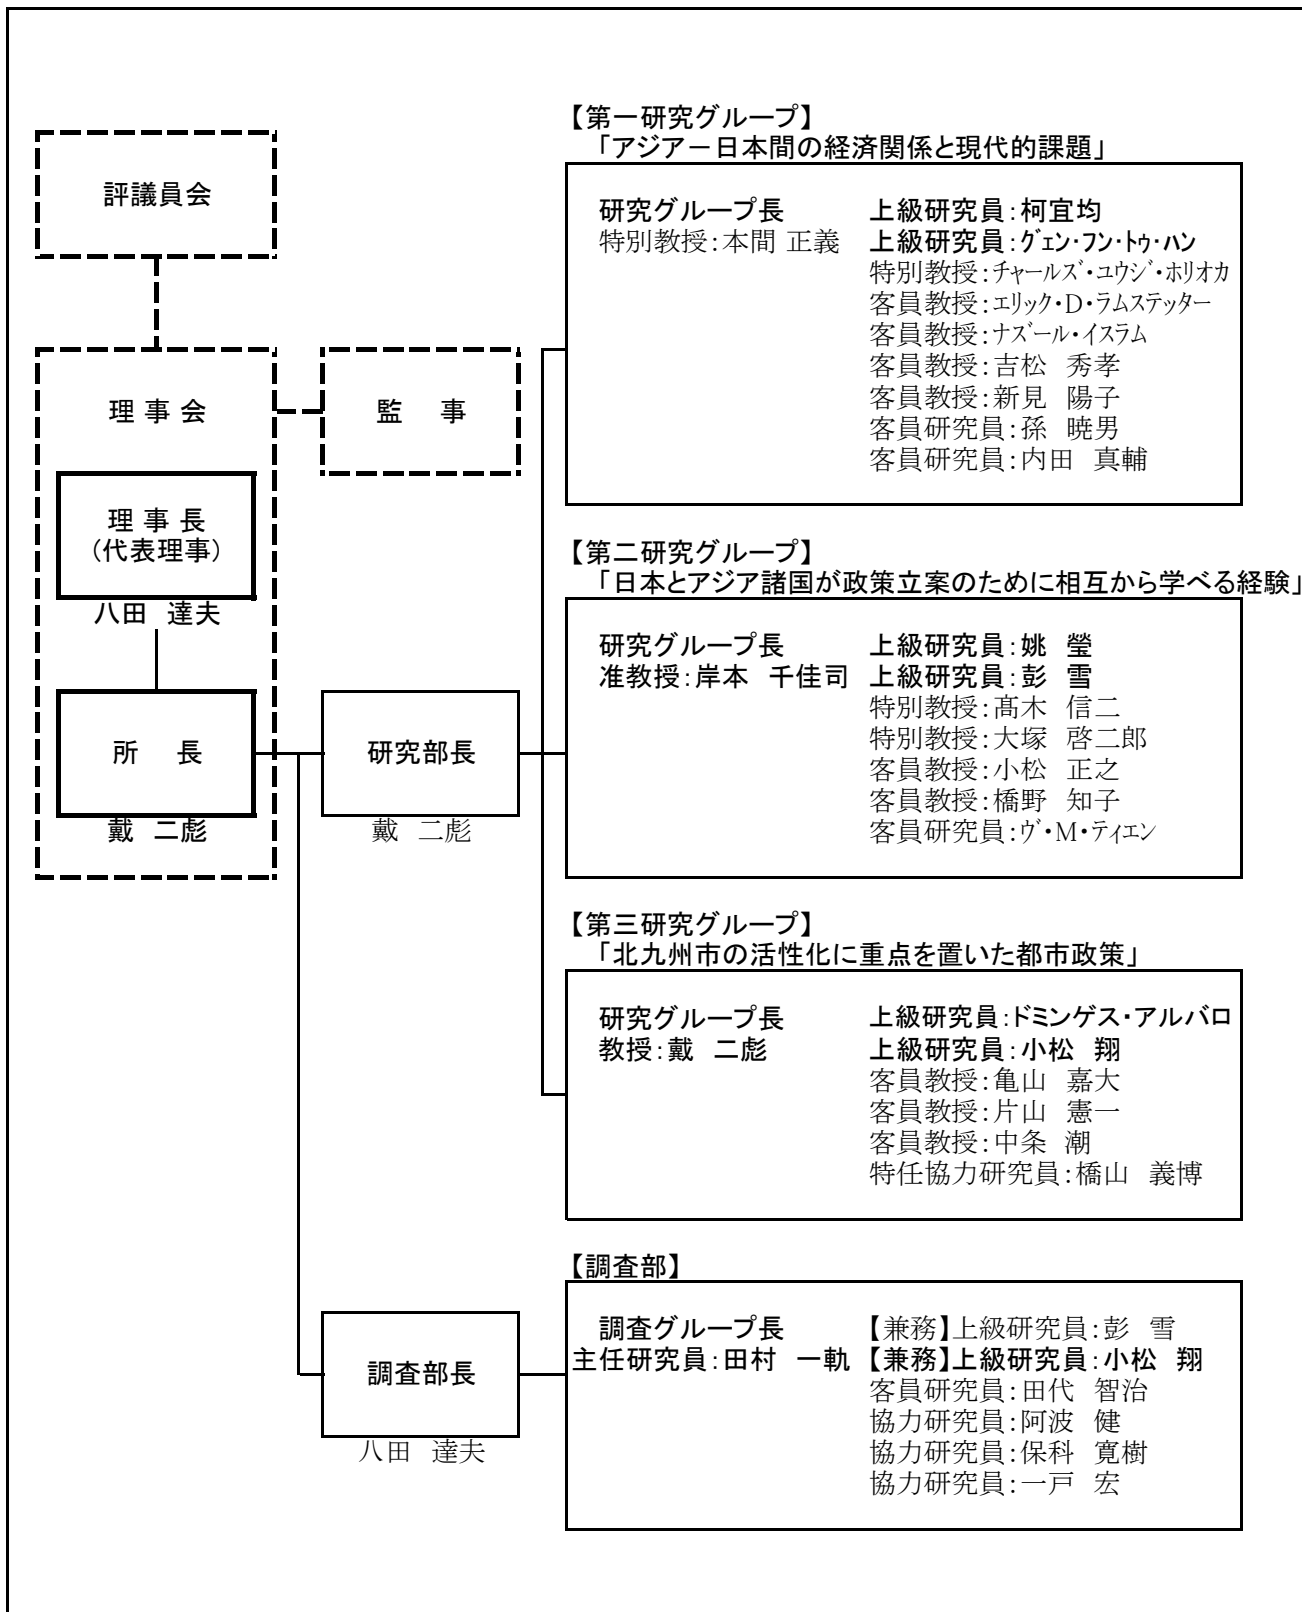 評議員会
理事会
監　事
理事長
（代表理事）
八田　達夫
所　長
戴　二彪
研究部長
戴　二彪
調査部長
八田　達夫
【第一研究グループ】
「アジア－日本間の経済関係と現代的課題」
研究グループ長
特別教授：本間 正義
上級研究員：柯宜均
上級研究員：グェン・フン・トゥ・ハン
特別教授：チャールズ・ユウジ・ホリオカ
客員教授：エリック・D・ラムステッター
客員教授：ナズール・イスラム
客員教授：吉松　秀孝
客員教授：新見　陽子
客員研究員：孫　暁男
客員研究員：内田　真輔
【第二研究グループ】
「日本とアジア諸国が政策立案のために相互から学べる経験」
研究グループ長
准教授：岸本　千佳司
上級研究員：姚　瑩
上級研究員：彭　雪
特別教授：髙木　信二
特別教授：大塚　啓二郎
客員教授：小松　正之
客員教授：橋野　知子
客員研究員：ヴ・M・ティエン
【第三研究グループ】
「北九州市の活性化に重点を置いた都市政策」
研究グループ長
教授：戴　二彪
上級研究員：ドミンゲス・アルバロ
上級研究員：小松　翔
客員教授：亀山　嘉大
客員教授：片山　憲一
客員教授：中条　潮
特任協力研究員：橋山　義博
【調査部】
調査グループ長
主任研究員：田村　一軌
【兼務】上級研究員：彭　雪
【兼務】上級研究員：小松　翔
客員研究員：田代　智治
協力研究員：阿波　健
協力研究員：保科　寛樹
協力研究員：一戸　宏